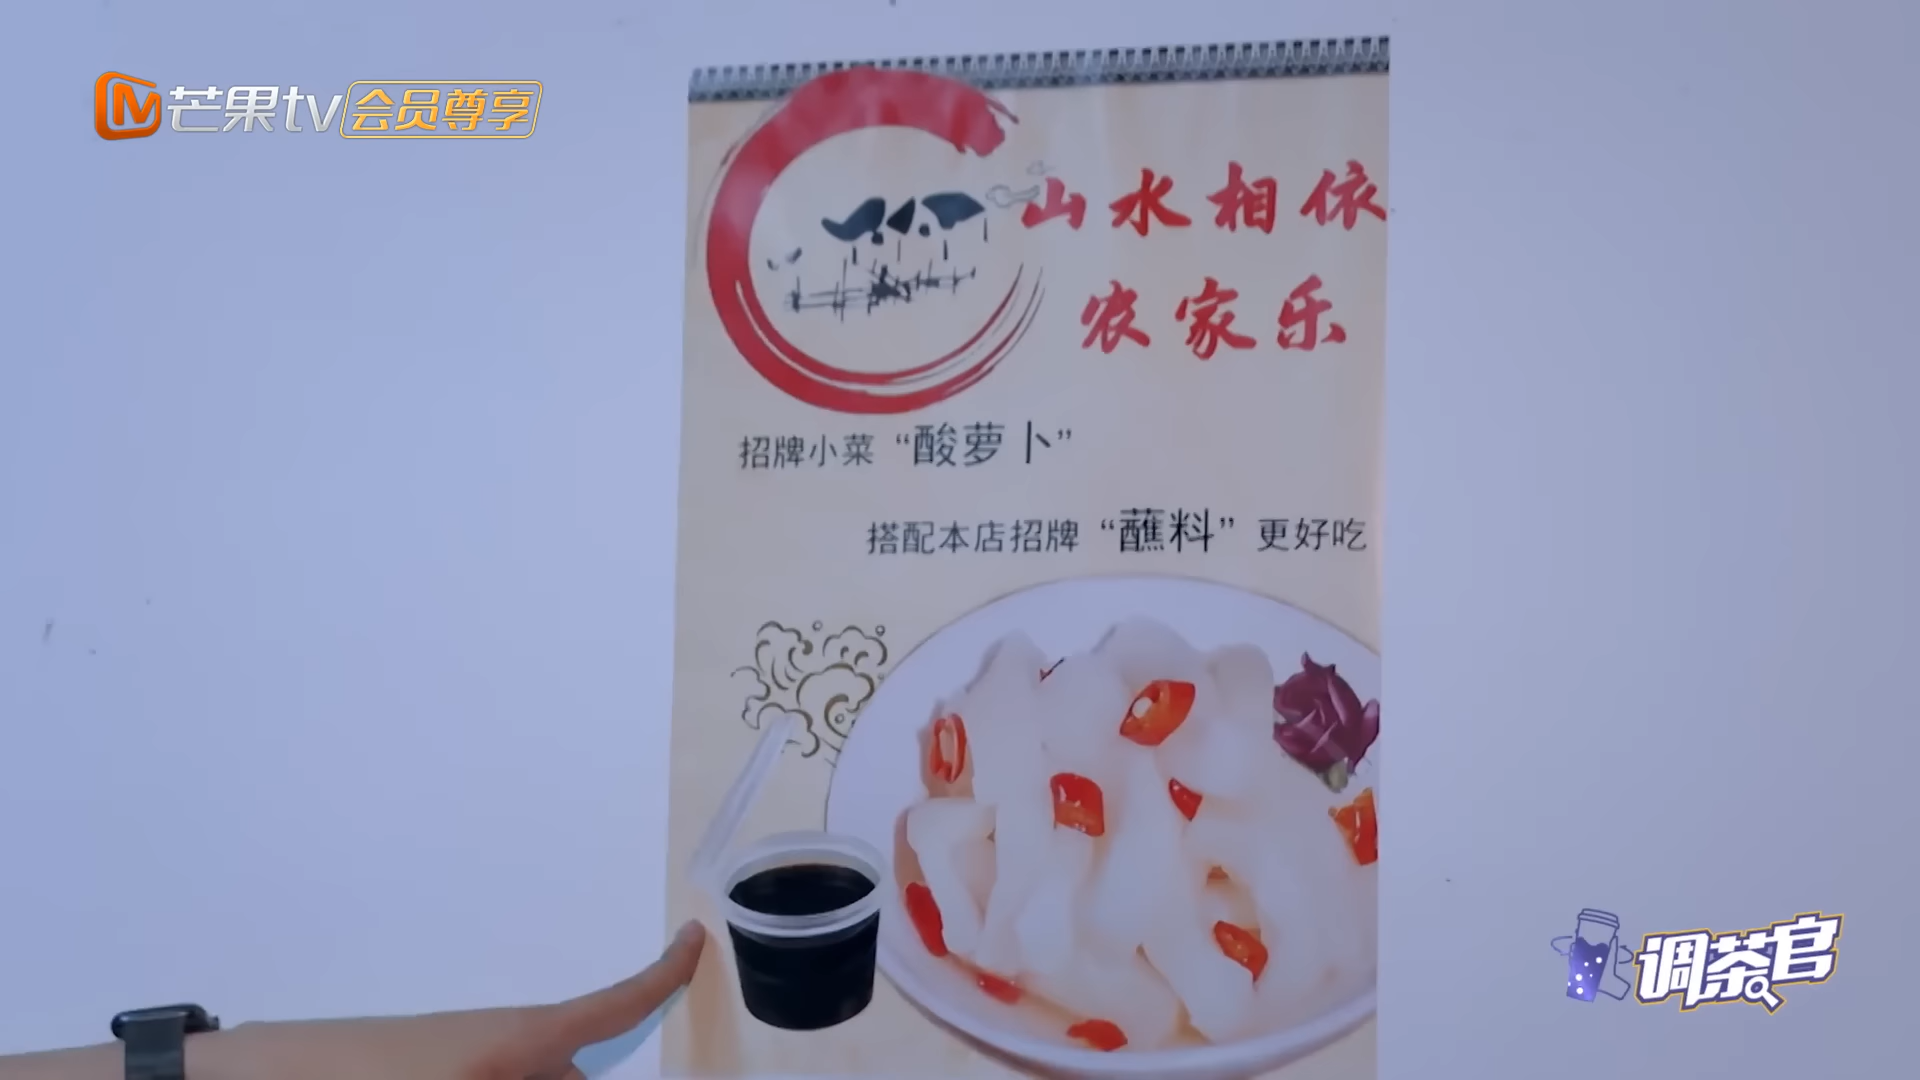 芒果tv会员尊享
山水相依
农家乐
招牌小菜“酸萝卜”
搭配本店招牌“蘸料”更好吃
调茶官